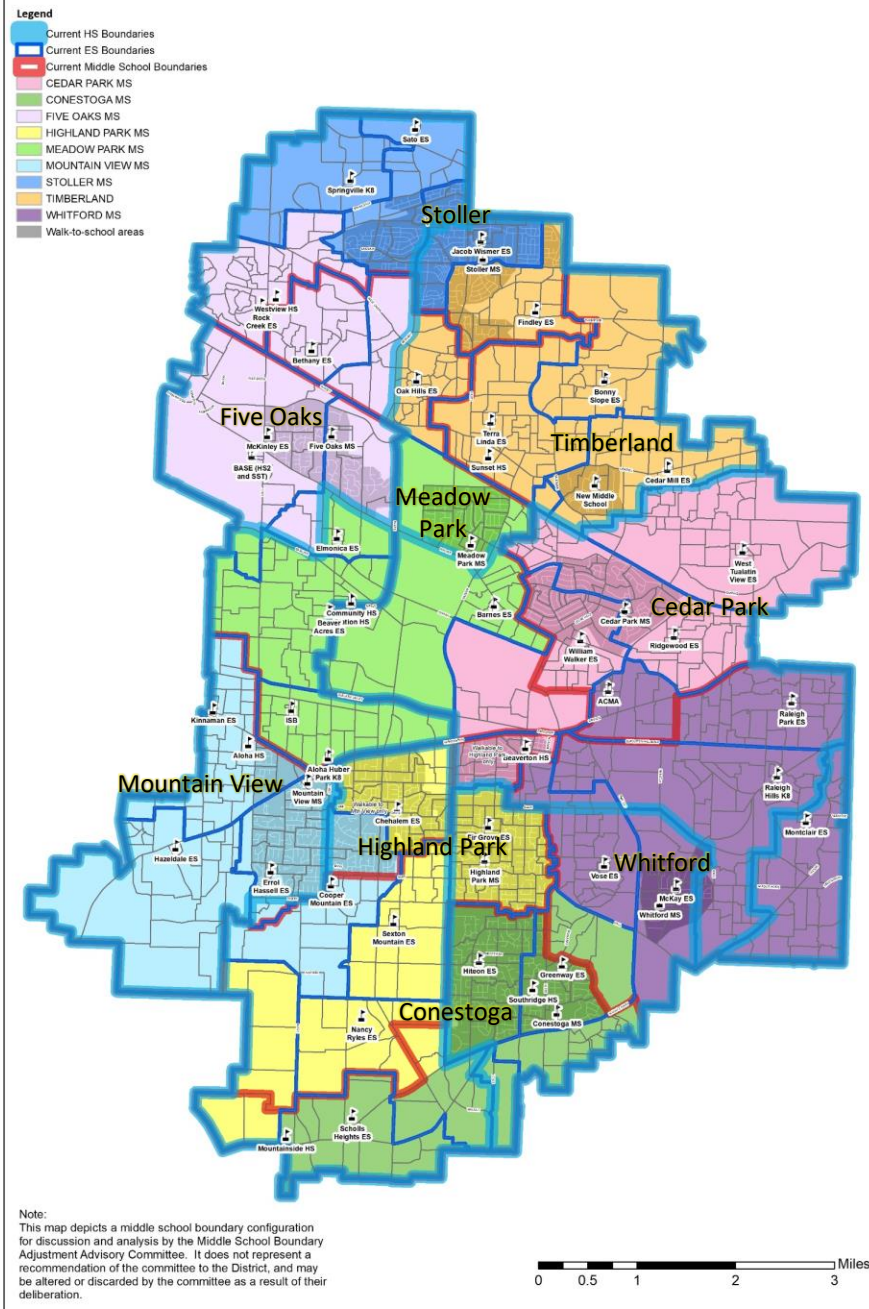 Legend
Current HS Boundaries
Current ES Boundaries
Current Middle School Boundaries
CEDAR PARK MS
CONESTOGA MS
FIVE OAKS MS
HIGHLAND PARK MS
MEADOW PARK MS
MOUNTAIN VIEW MS
STOLLER MS
TIMBERLAND
WHITFORD MS
Walk-to-school areas
Sato ES
Springville K8
Stoller
Jacob Wismer ES
Stoller MS
Westview HS
Rock
Creek ES
Findley ES
Bethany ES
Oak Hills ES
Bonny
Slope ES
Five Oaks
McKinley ES
Five Oaks MS
Terra
Linda ES
Timberland
BASE (HS2
and SST)
Sunset HS
Cedar Mill ES
New Middle
School
Meadow
Park
Elmonica ES
Meadow
Park MS
West
Tualatin
View ES
Community HS
Beaver
Acres ES
Barnes ES
Cedar Park
Cedar Park MS
William
Walker ES
Ridgewood ES
Kinnaman ES
ISB
ACMA
Raleigh
Park ES
Aloha HS
Aloha Huber
Park K8
Walkable to
Highland Park
only
Beaverton HS
Mountain View
Mountain
View MS
Raleigh
Hills K8
Chehalem ES
Montclair ES
Hazeldale ES
Highland Park
Fir Grove ES
Highland
Park MS
Whitford
Vose ES
Errol
Hassell ES
Cooper
Mountain ES
McKay ES
Whitford MS
Sexton
Mountain ES
Hiteon ES
Greenway ES
Southridge HS
Conestoga
Conestoga MS
Nancy
Ryles ES
Scholls
Heights ES
Mountainside HS
Note:
This map depicts a middle school boundary configuration
for discussion and analysis by the Middle School Boundary
Adjustment Advisory Committee. It does not represent a
recommendation of the committee to the District, and may
be altered or discarded by the committee as a result of their
deliberation.
Miles
0 0.5 1 2 3